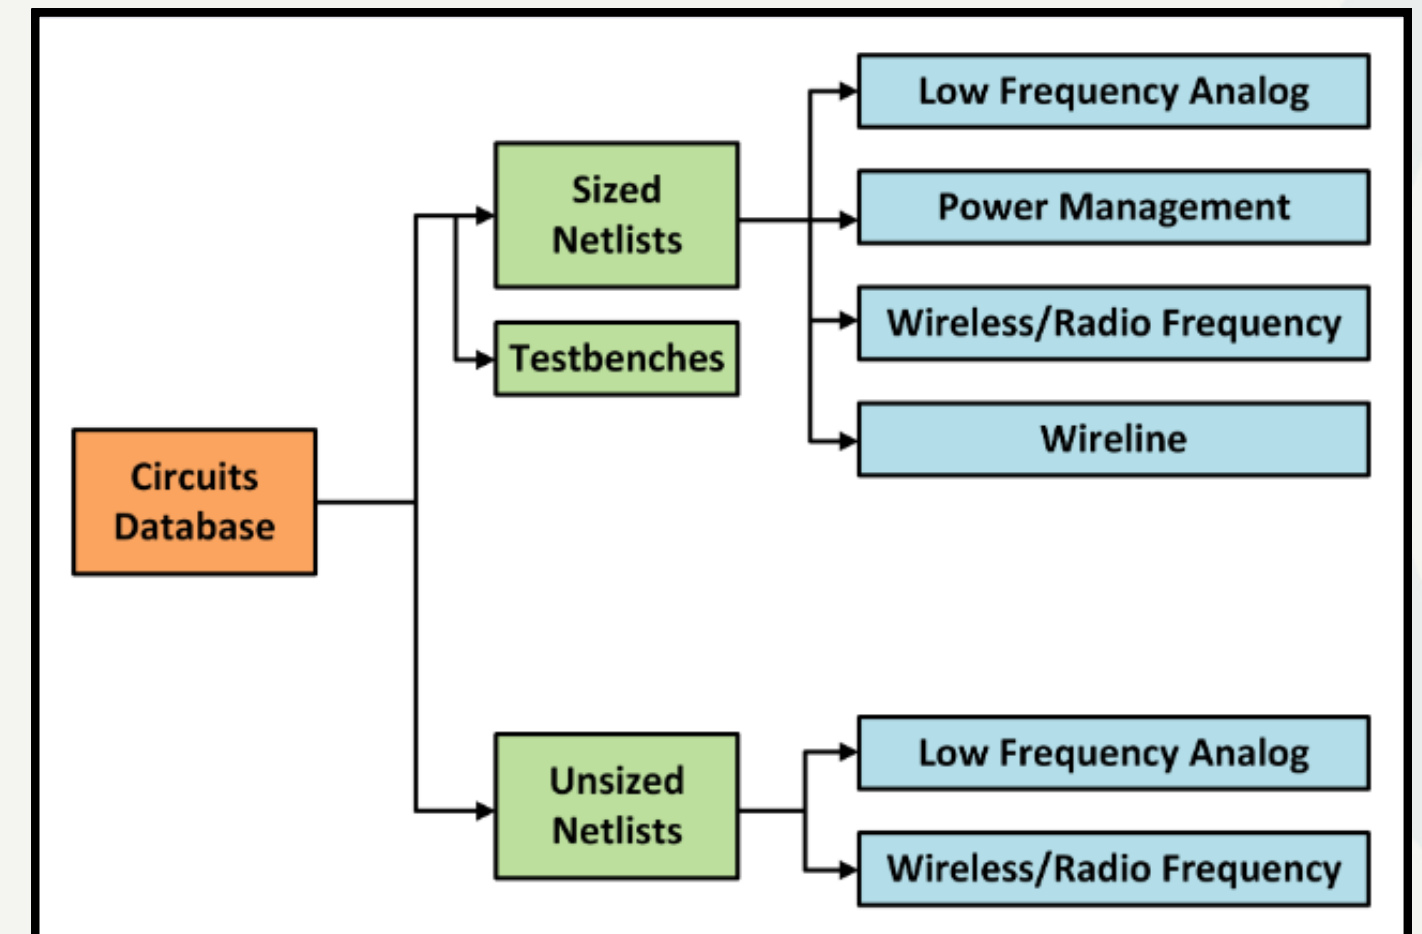 Low Frequency Analog
Sized
Netlists
Power Management
Wireless/Radio Frequency
Testbenches
Wireline
Circuits
Database
Low Frequency Analog
Unsized
Netlists
Wireless/Radio Frequency